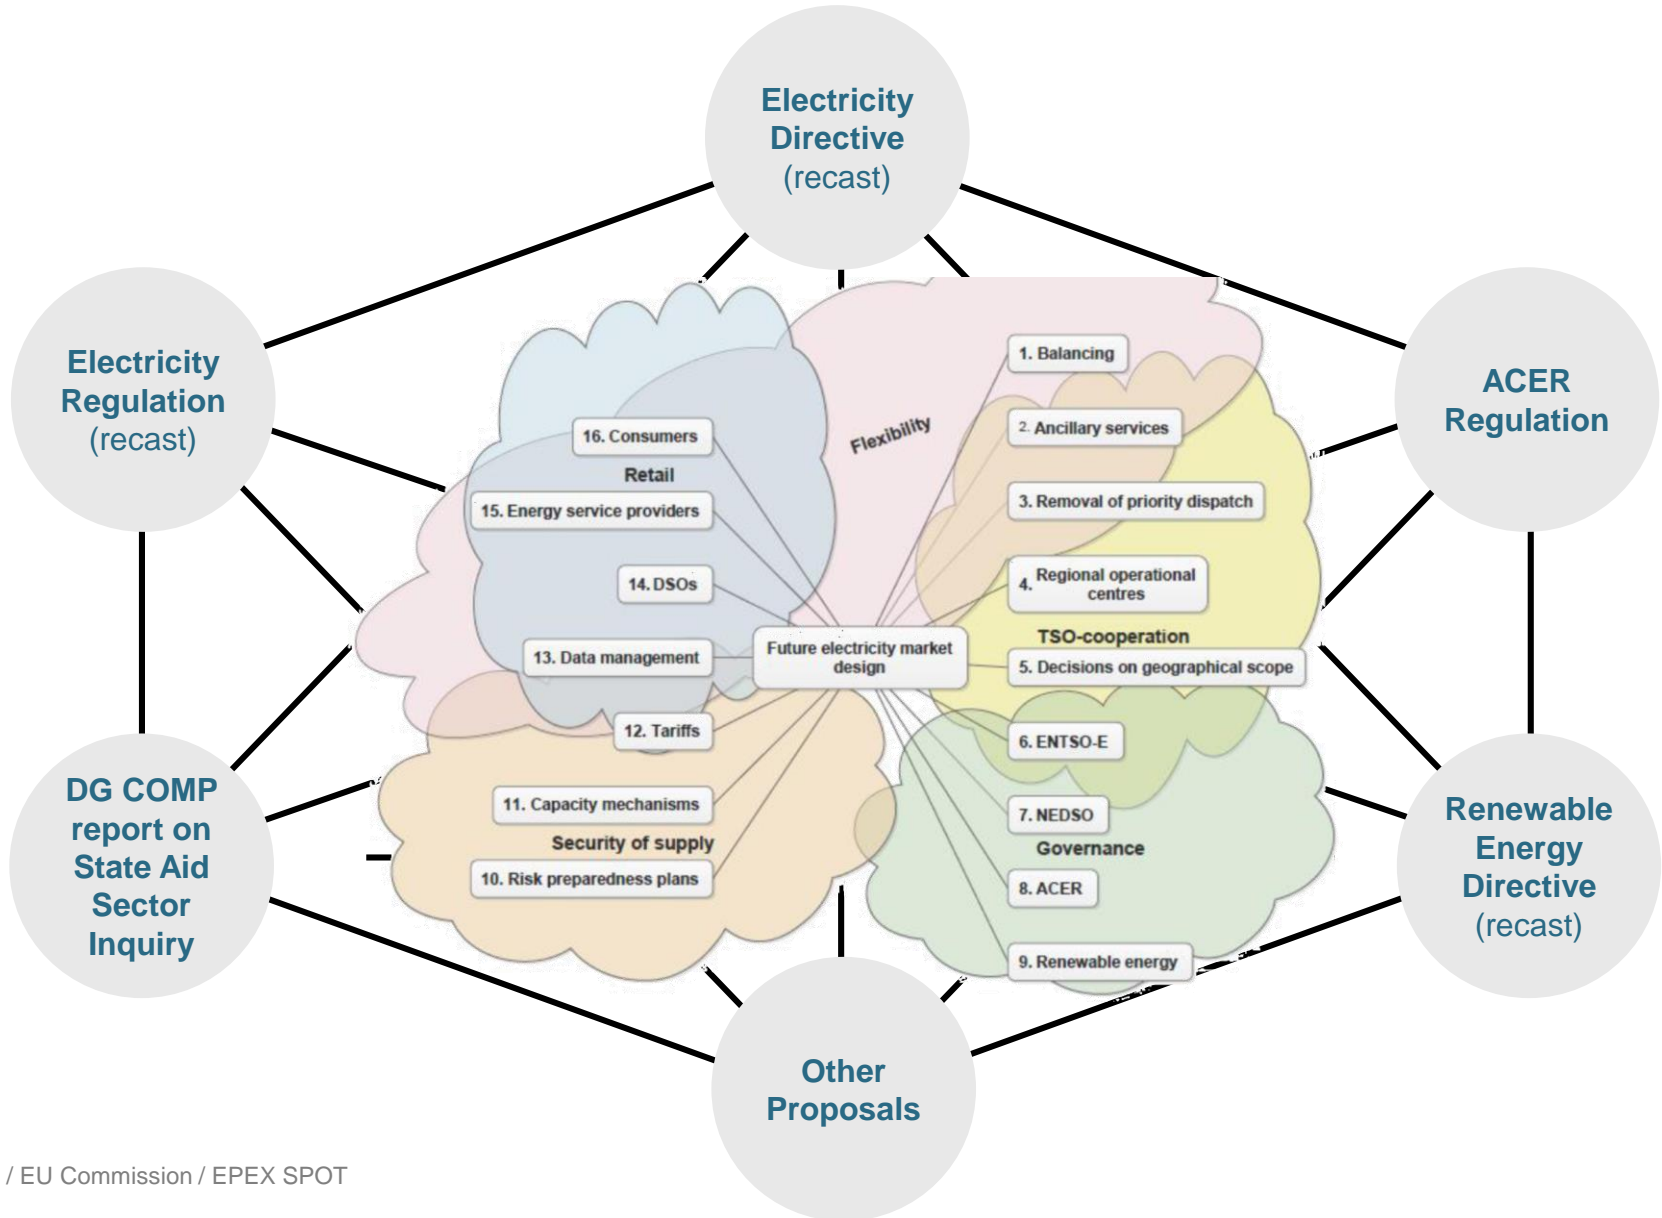 Electricity
Directive
(recast)
Electricity
Regulation
(recast)
ACER
Regulation
1. Balancing
Flexibility
2. Ancillary services
16. Consumers
Retail
15. Energy service providers
3. Removal of priority dispatch
14. DSOs
4. Regional operational
centres
TSO-cooperation
13. Data management
Future electricity market
design
5. Decisions on geographical scope
12. Tariffs
6. ENTSO-E
11. Capacity mechanisms
Security of supply
10. Risk preparedness plans
7. NEDSO
Governance
8. ACER
9. Renewable energy
DG COMP
report on
State Aid
Sector
Inquiry
Renewable
Energy
Directive
(recast)
Other
Proposals
/ EU Commission / EPEX SPOT